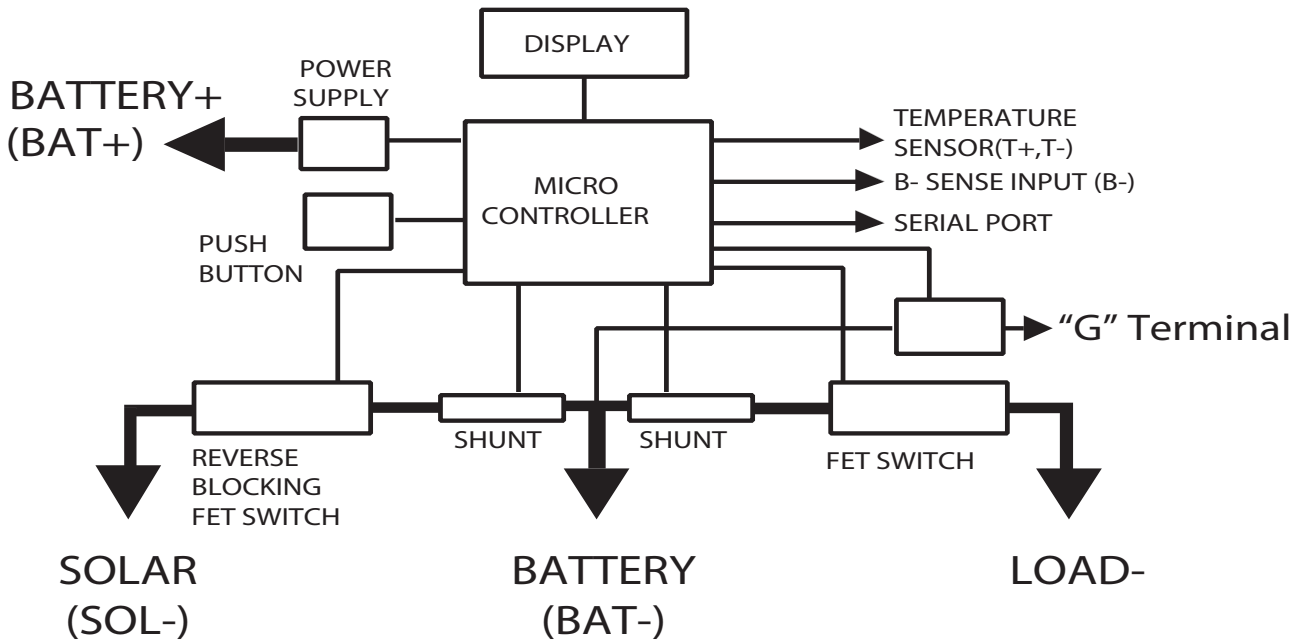 DISPLAY
POWER
SUPPLY
BATTERY+
(BAT+)
TEMPERATURE
SENSOR(T+,T-)
B- SENSE INPUT (B-)
SERIAL PORT
MICRO
CONTROLLER
PUSH
BUTTON
“G” Terminal
SHUNT
SHUNT
FET SWITCH
REVERSE
BLOCKING
FET SWITCH
SOLAR
(SOL-)
BATTERY
(BAT-)
LOAD-